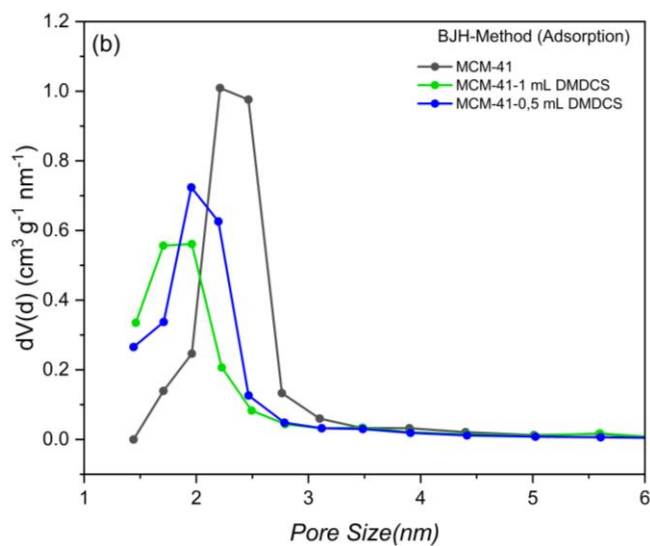 (b)
BJH-Method (Adsorption)
MCM-41
MCM-41-1 mL DMDCS
MCM-41-0,5 mL DMDCS
dV(d) (cm³ g⁻¹ nm⁻¹)
1.2
1.0
0.8
0.6
0.4
0.2
0.0
1 2 3 4 5 6
Pore Size(nm)